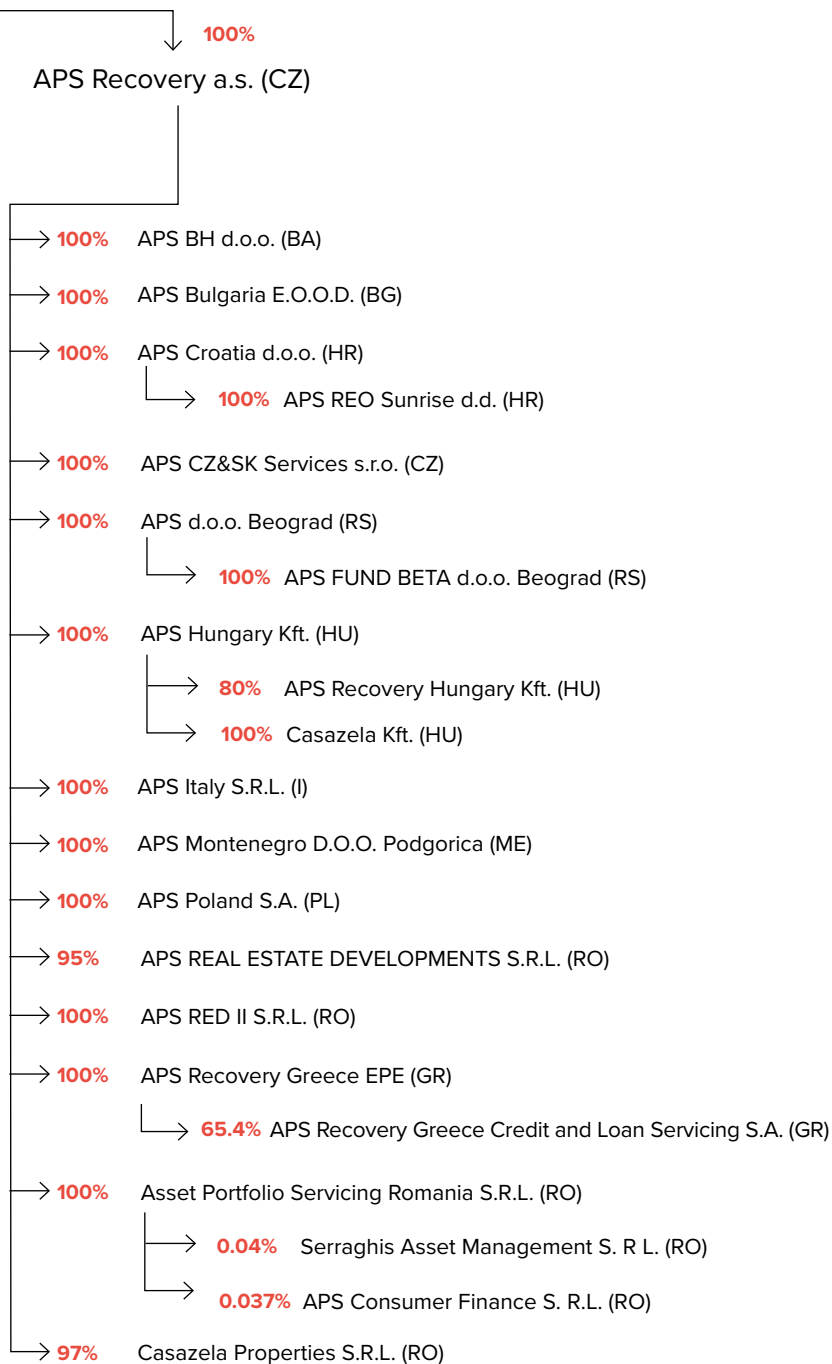 100%
APS Recovery a.s. (CZ)
100% APS BH d.o.o. (BA)
100% APS Bulgaria E.O.O.D. (BG)
100% APS Croatia d.o.o. (HR)
100% APS REO Sunrise d.d. (HR)
100% APS CZ&SK Services s.r.o. (CZ)
100% APS d.o.o. Beograd (RS)
100% APS FUND BETA d.o.o. Beograd (RS)
100% APS Hungary Kft. (HU)
80% APS Recovery Hungary Kft. (HU)
100% Casazela Kft. (HU)
100% APS Italy S.R.L. (I)
100% APS Montenegro D.O.O. Podgorica (ME)
100% APS Poland S.A. (PL)
95% APS REAL ESTATE DEVELOPMENTS S.R.L. (RO)
100% APS RED II S.R.L. (RO)
100% APS Recovery Greece EPE (GR)
65.4% APS Recovery Greece Credit and Loan Servicing S.A. (GR)
100% Asset Portfolio Servicing Romania S.R.L. (RO)
0.04% Serraghis Asset Management S. R L. (RO)
0.037% APS Consumer Finance S. R.L. (RO)
97% Casazela Properties S.R.L. (RO)